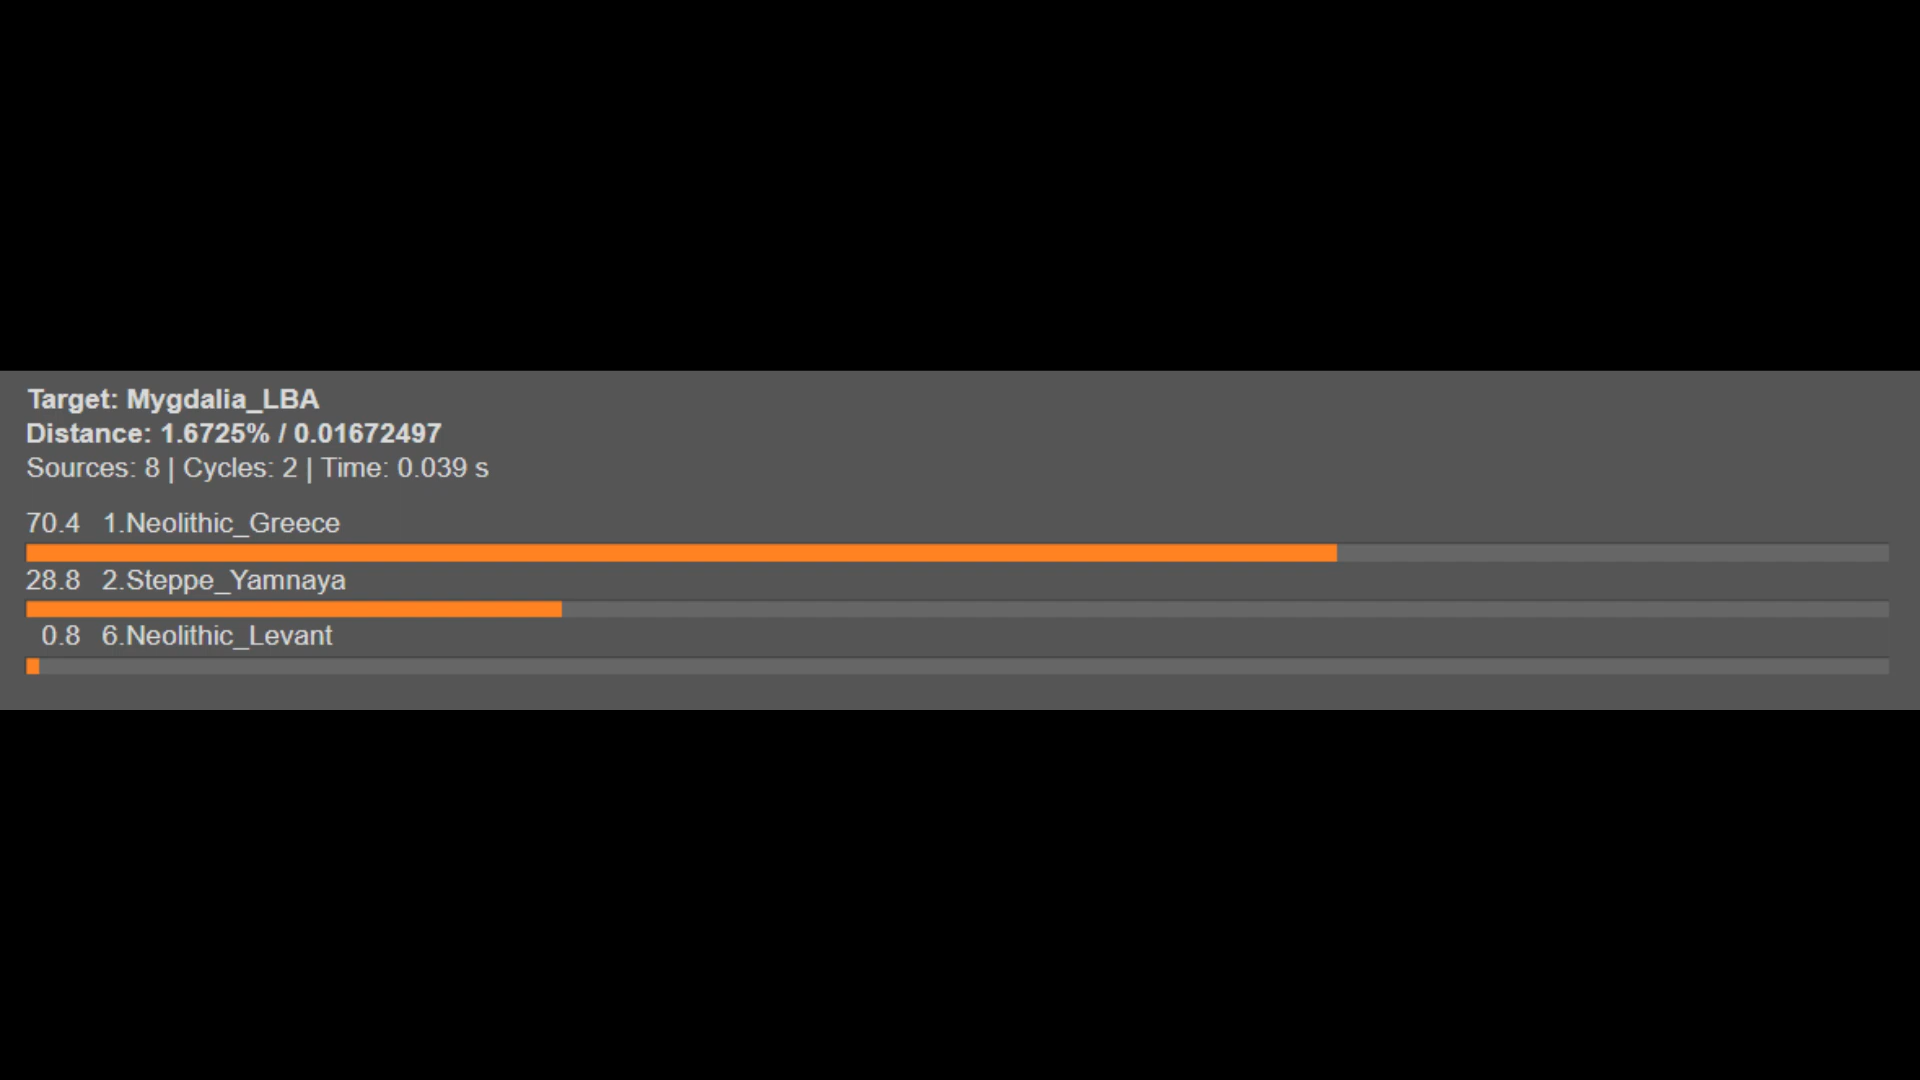 Target: Mygdalia_LBA
Distance: 1.6725% / 0.01672497
Sources: 8 | Cycles: 2 | Time: 0.039 s
70.4 1.Neolithic_Greece
28.8 2.Steppe_Yamnaya
0.8 6.Neolithic_Levant